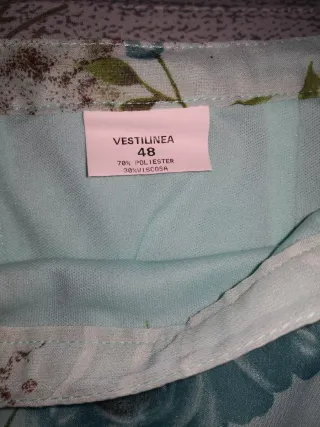 VESTILINEA
48
70% POLIESTER
30%VISCOSA